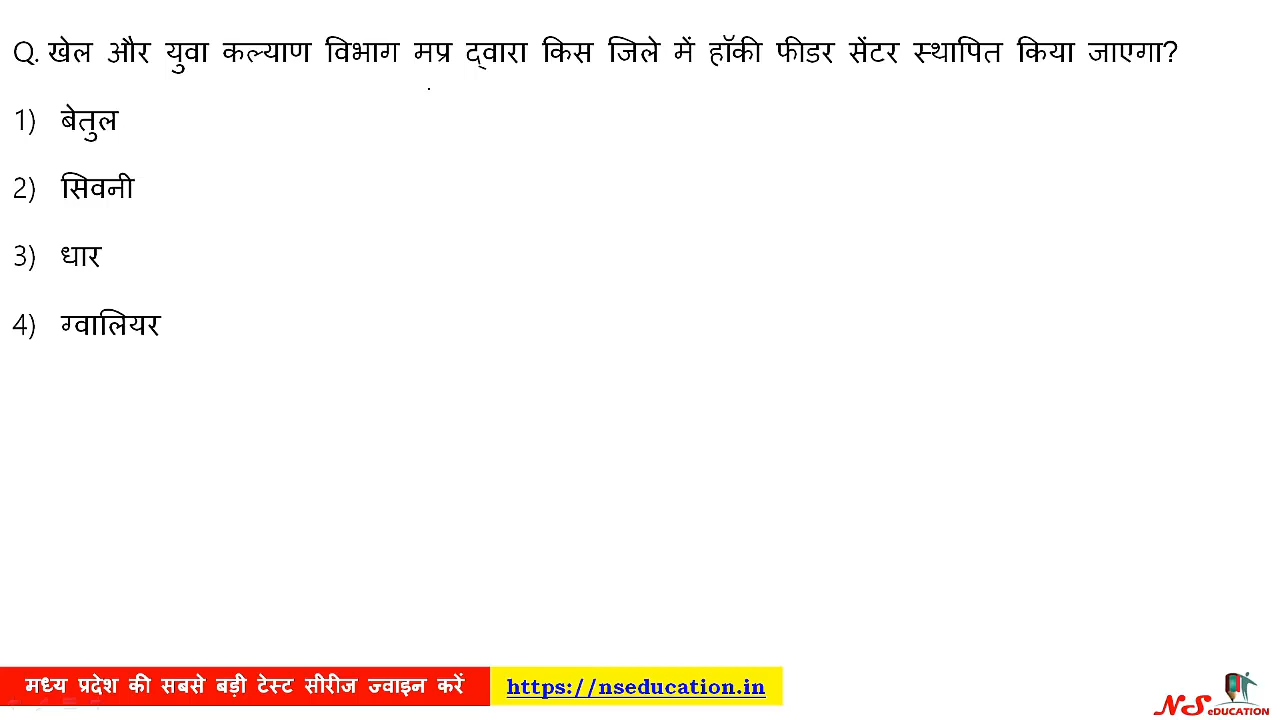 Q. खेल और युवा कल्याण विभाग मप्र द्वारा किस जिले में हॉकी फीडर सेंटर स्थापित किया जाएगा?
1) बेतुल
2) सिवनी
3) धार
4) ग्वालियर
मध्य प्रदेश की सबसे बड़ी टेस्ट सीरीज ज्वाइन करें https://nseducation.in
NS eDUCATION